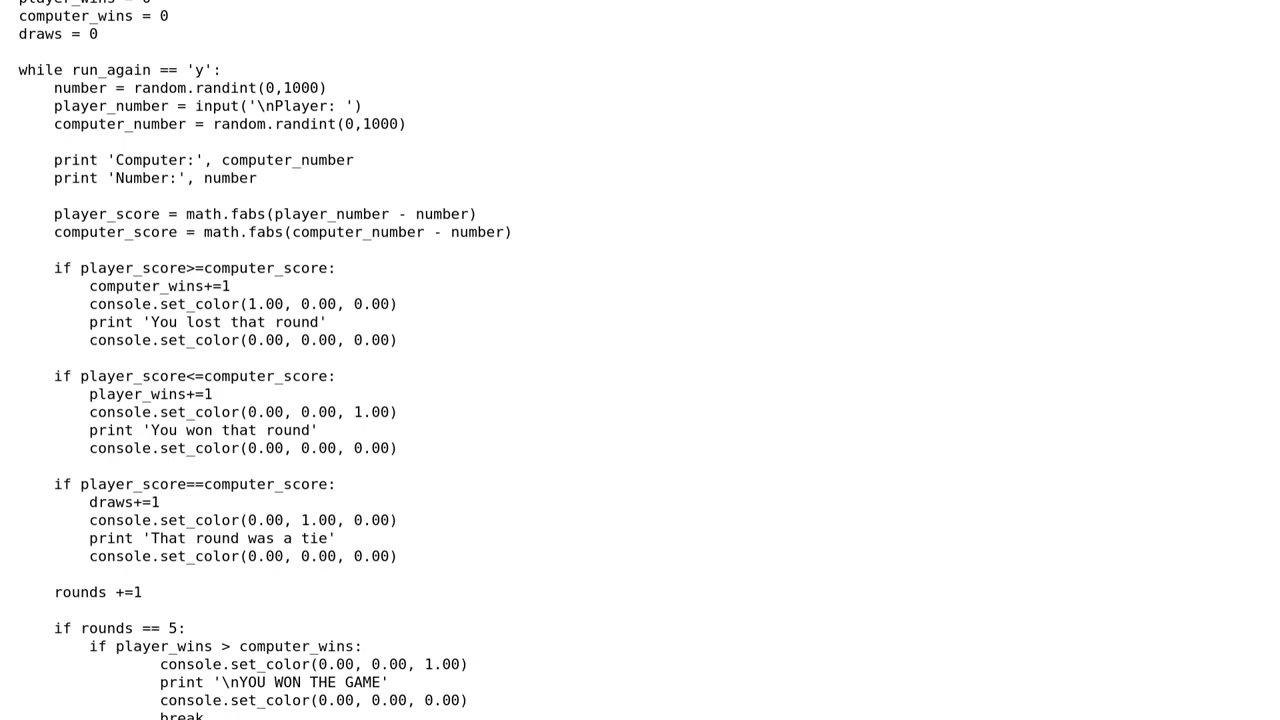 player_wins = 0
computer_wins = 0
draws = 0

while run_again == 'y':
    number = random.randint(0,1000)
    player_number = input('\nPlayer: ')
    computer_number = random.randint(0,1000)

    print 'Computer:', computer_number
    print 'Number:', number

    player_score = math.fabs(player_number - number)
    computer_score = math.fabs(computer_number - number)

    if player_score>=computer_score:
        computer_wins+=1
        console.set_color(1.00, 0.00, 0.00)
        print 'You lost that round'
        console.set_color(0.00, 0.00, 0.00)

    if player_score<=computer_score:
        player_wins+=1
        console.set_color(0.00, 0.00, 1.00)
        print 'You won that round'
        console.set_color(0.00, 0.00, 0.00)

    if player_score==computer_score:
        draws+=1
        console.set_color(0.00, 1.00, 0.00)
        print 'That round was a tie'
        console.set_color(0.00, 0.00, 0.00)

    rounds +=1

    if rounds == 5:
        if player_wins > computer_wins:
                console.set_color(0.00, 0.00, 1.00)
                print '\nYOU WON THE GAME'
                console.set_color(0.00, 0.00, 0.00)
                break